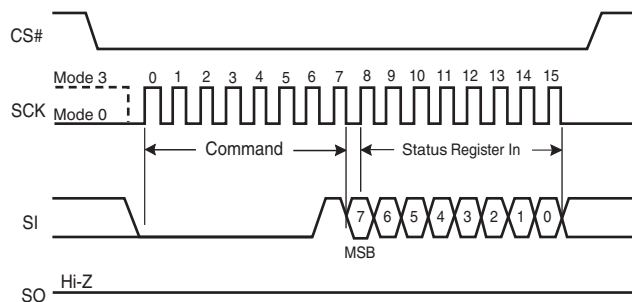 CS#
Mode 3
0 1 2 3 4 5 6 7 8 9 10 11 12 13 14 15
SCK
Mode 0
Command
Status Register In
SI
7 6 5 4 3 2 1 0
MSB
Hi-Z
SO